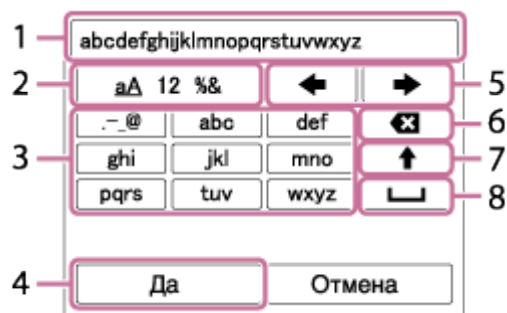 1 abcdefghijklmnopqrstuvwxyz
2 aA 12 %& 5
.-_@ abc def 6
3 ghi jkl mno 7
pqrs tuv wxyz 8
4 Да Отмена